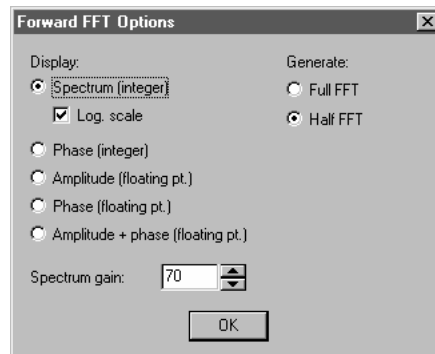 Forward FFT Options
Display:
Spectrum (integer)
Log. scale
Phase (integer)
Amplitude (floating pt.)
Phase (floating pt.)
Amplitude + phase (floating pt.)
Generate:
Full FFT
Half FFT
Spectrum gain: 70
OK